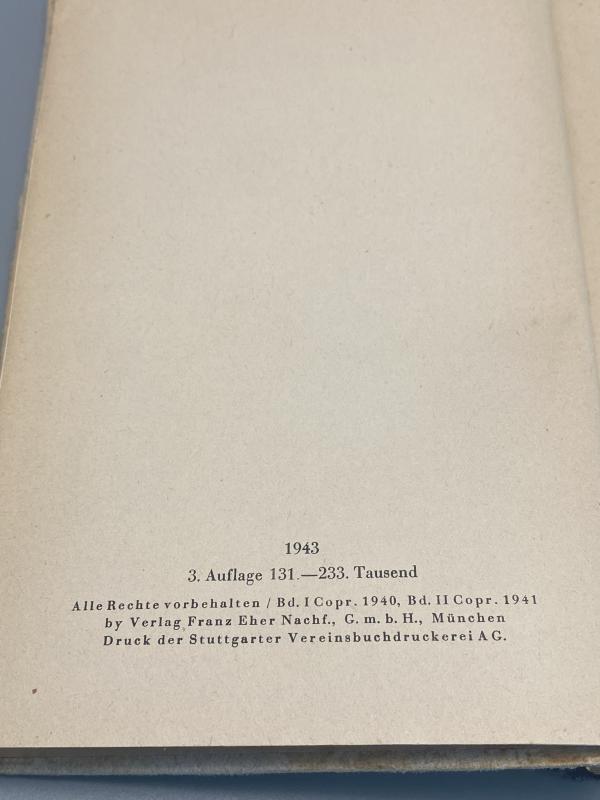 1943
3. Auflage 131.—233. Tausend
Alle Rechte vorbehalten / Bd. I Copr. 1940, Bd. II Copr. 1941
by Verlag Franz Eher Nachf., G. m. b. H., München
Druck der Stuttgarter Vereinsbuchdruckerei AG.